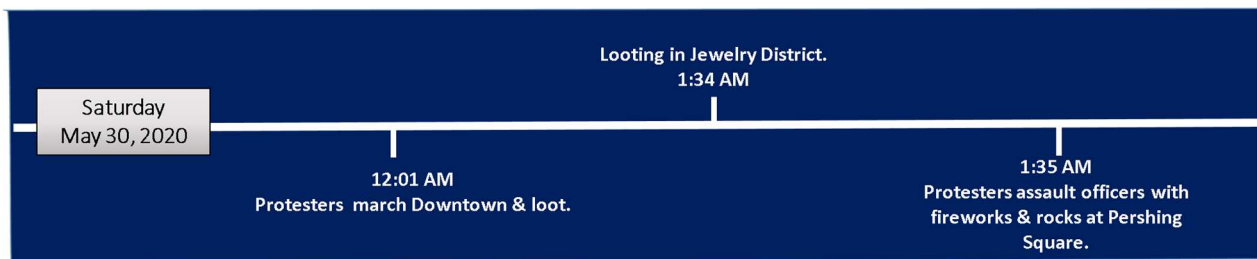 Saturday
May 30, 2020
12:01 AM
Protesters march Downtown & loot.
Looting in Jewelry District.
1:34 AM
1:35 AM
Protesters assault officers with
fireworks & rocks at Pershing
Square.